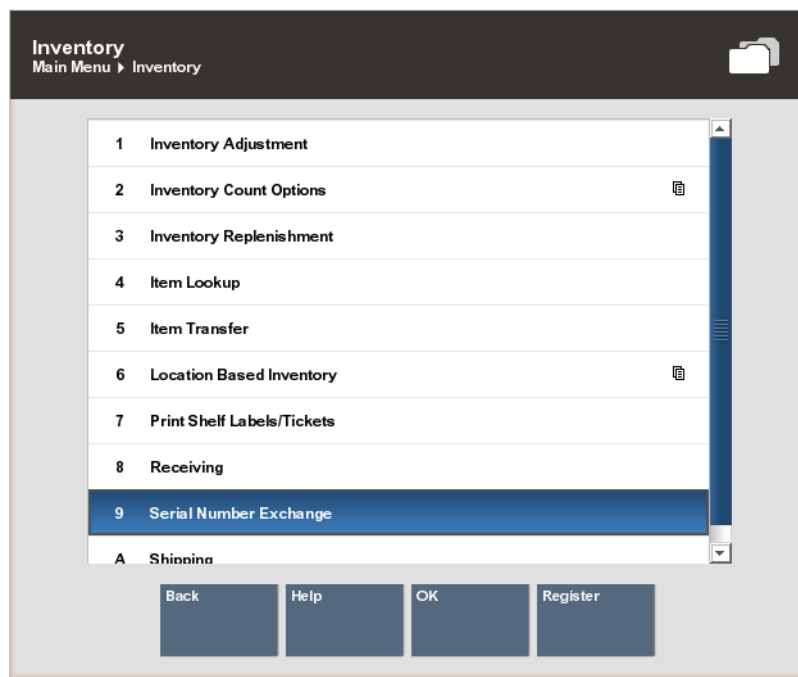 Inventory
Main Menu ▸ Inventory
1 Inventory Adjustment
2 Inventory Count Options
3 Inventory Replenishment
4 Item Lookup
5 Item Transfer
6 Location Based Inventory
7 Print Shelf Labels/Tickets
8 Receiving
9 Serial Number Exchange
A Shipping
Back Help OK Register